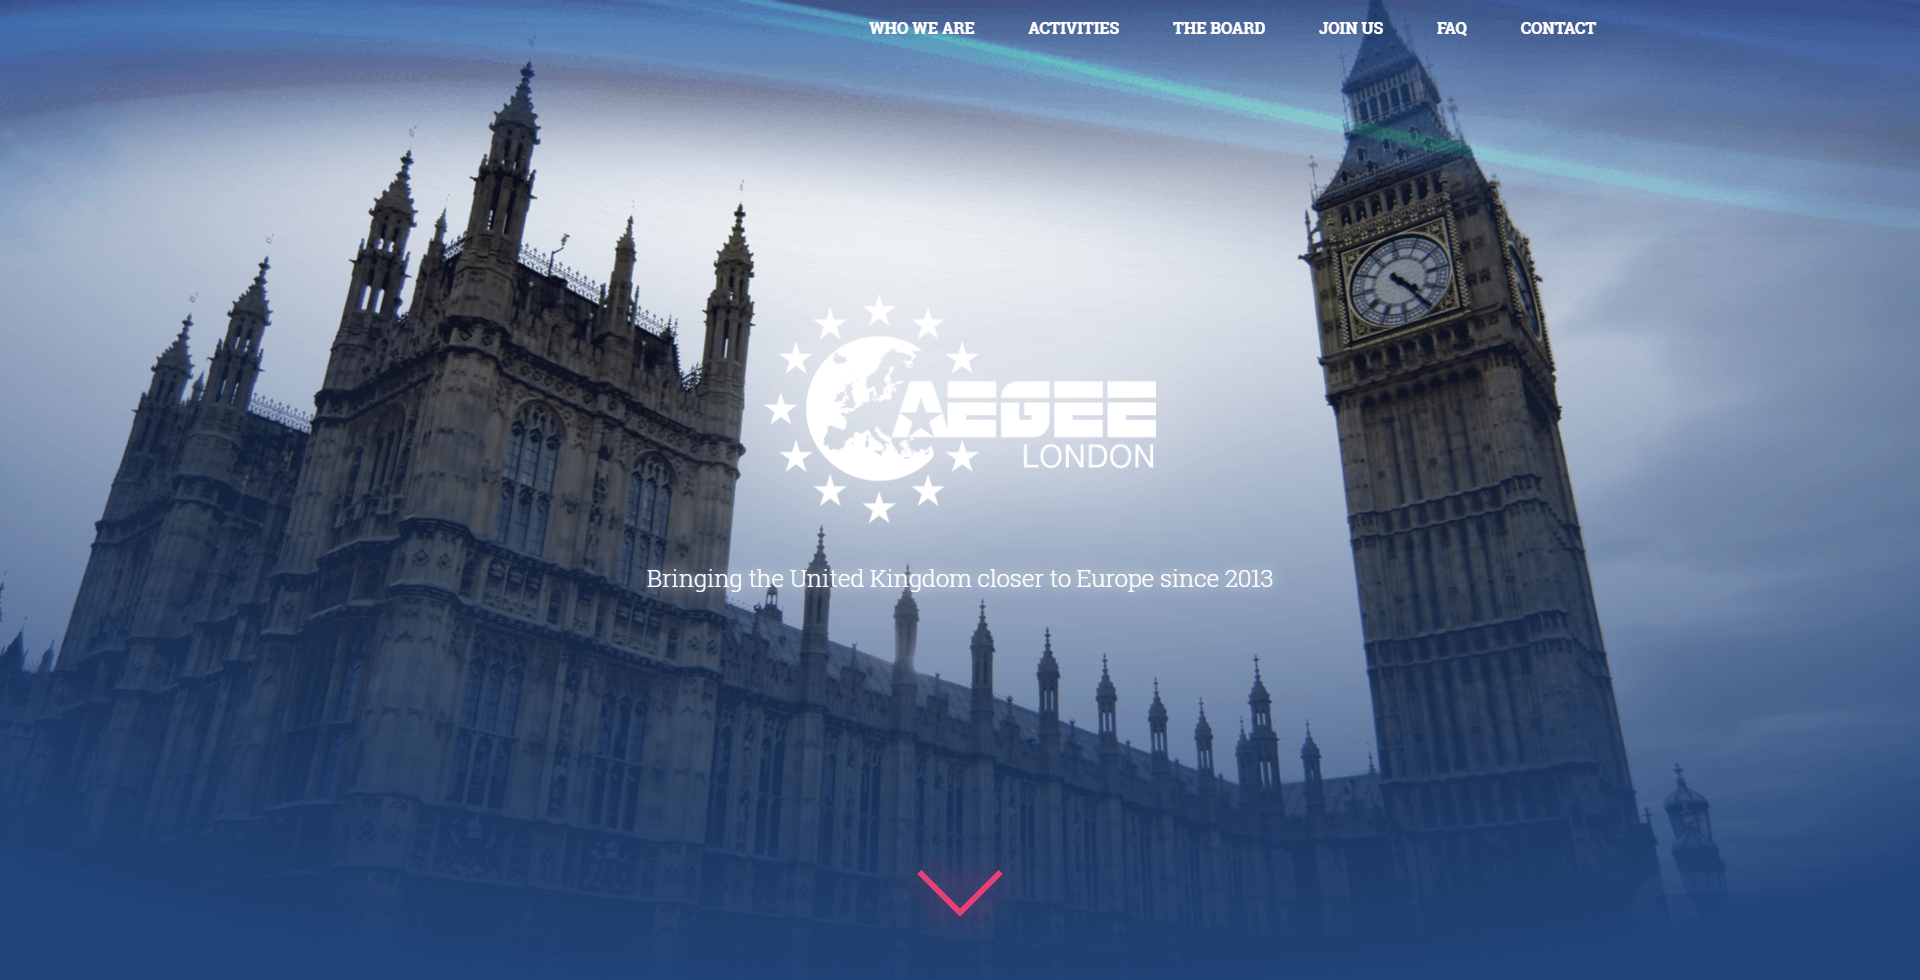 WHO WE ARE
ACTIVITIES
THE BOARD
JOIN US
FAQ
CONTACT
AEGEE
LONDON
Bringing the United Kingdom closer to Europe since 2013